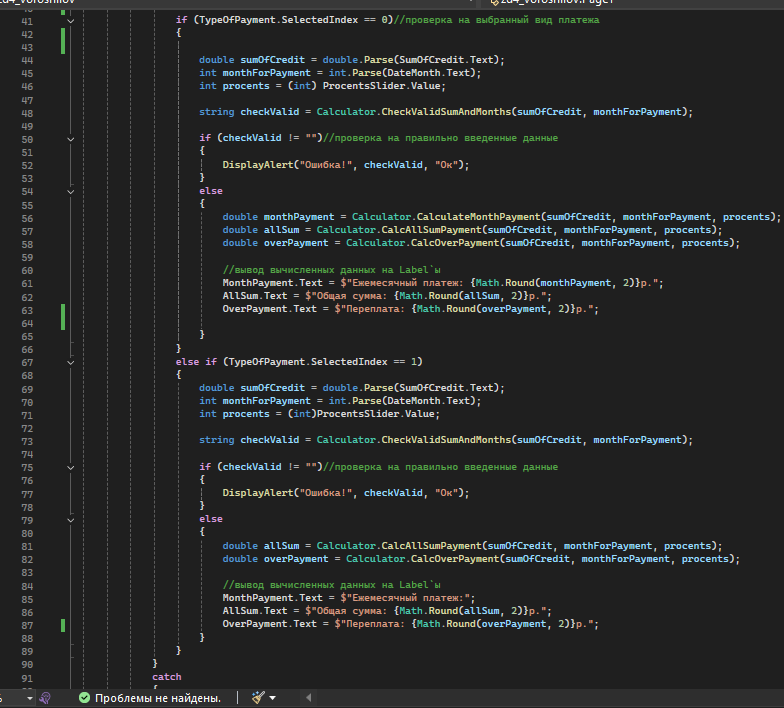 zd4_voroshilov zd4_voroshilov.Page1
41 if (TypeOfPayment.SelectedIndex == 0)//проверка на выбранный вид платежа
42 {
43
44 double sumOfCredit = double.Parse(SumOfCredit.Text);
45 int monthForPayment = int.Parse(DateMonth.Text);
46 int procents = (int) ProcentsSlider.Value;
47
48 string checkValid = Calculator.CheckValidSumAndMonths(sumOfCredit, monthForPayment);
49
50 if (checkValid != "")//проверка на правильно введенные данные
51 {
52 DisplayAlert("Ошибка!", checkValid, "Ок");
53 }
54 else
55 {
56 double monthPayment = Calculator.CalculateMonthPayment(sumOfCredit, monthForPayment, procents);
57 double allSum = Calculator.CalcAllSumPayment(sumOfCredit, monthForPayment, procents);
58 double overPayment = Calculator.CalcOverPayment(sumOfCredit, monthForPayment, procents);
59
60 //вывод вычисленных данных на Label`ы
61 MonthPayment.Text = $"Ежемесячный платеж: {Math.Round(monthPayment, 2)}р.";
62 AllSum.Text = $"Общая сумма: {Math.Round(allSum, 2)}р.";
63 OverPayment.Text = $"Переплата: {Math.Round(overPayment, 2)}р.";
64
65 }
66 }
67 else if (TypeOfPayment.SelectedIndex == 1)
68 {
69 double sumOfCredit = double.Parse(SumOfCredit.Text);
70 int monthForPayment = int.Parse(DateMonth.Text);
71 int procents = (int)ProcentsSlider.Value;
72
73 string checkValid = Calculator.CheckValidSumAndMonths(sumOfCredit, monthForPayment);
74
75 if (checkValid != "")//проверка на правильно введенные данные
76 {
77 DisplayAlert("Ошибка!", checkValid, "Ок");
78 }
79 else
80 {
81 double allSum = Calculator.CalcAllSumPayment(sumOfCredit, monthForPayment, procents);
82 double overPayment = Calculator.CalcOverPayment(sumOfCredit, monthForPayment, procents);
83
84 //вывод вычисленных данных на Label`ы
85 MonthPayment.Text = $"Ежемесячный платеж:";
86 AllSum.Text = $"Общая сумма: {Math.Round(allSum, 2)}р.";
87 OverPayment.Text = $"Переплата: {Math.Round(overPayment, 2)}р.";
88 }
89 }
90 }
91 catch
{
% Проблемы не найдены.